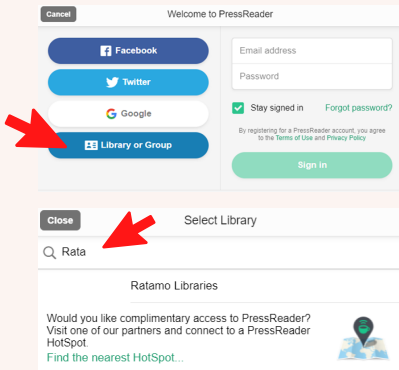 Cancel
Welcome to PressReader
Facebook
Twitter
Google
Library or Group
Email address
Password
Stay signed in Forgot password?
By registering for a PressReader account, you agree
to the Terms of Use and Privacy Policy
Sign in
Close
Select Library
Rata
Ratamo Libraries
Would you like complimentary access to PressReader?
Visit one of our partners and connect to a PressReader
HotSpot.
Find the nearest HotSpot...